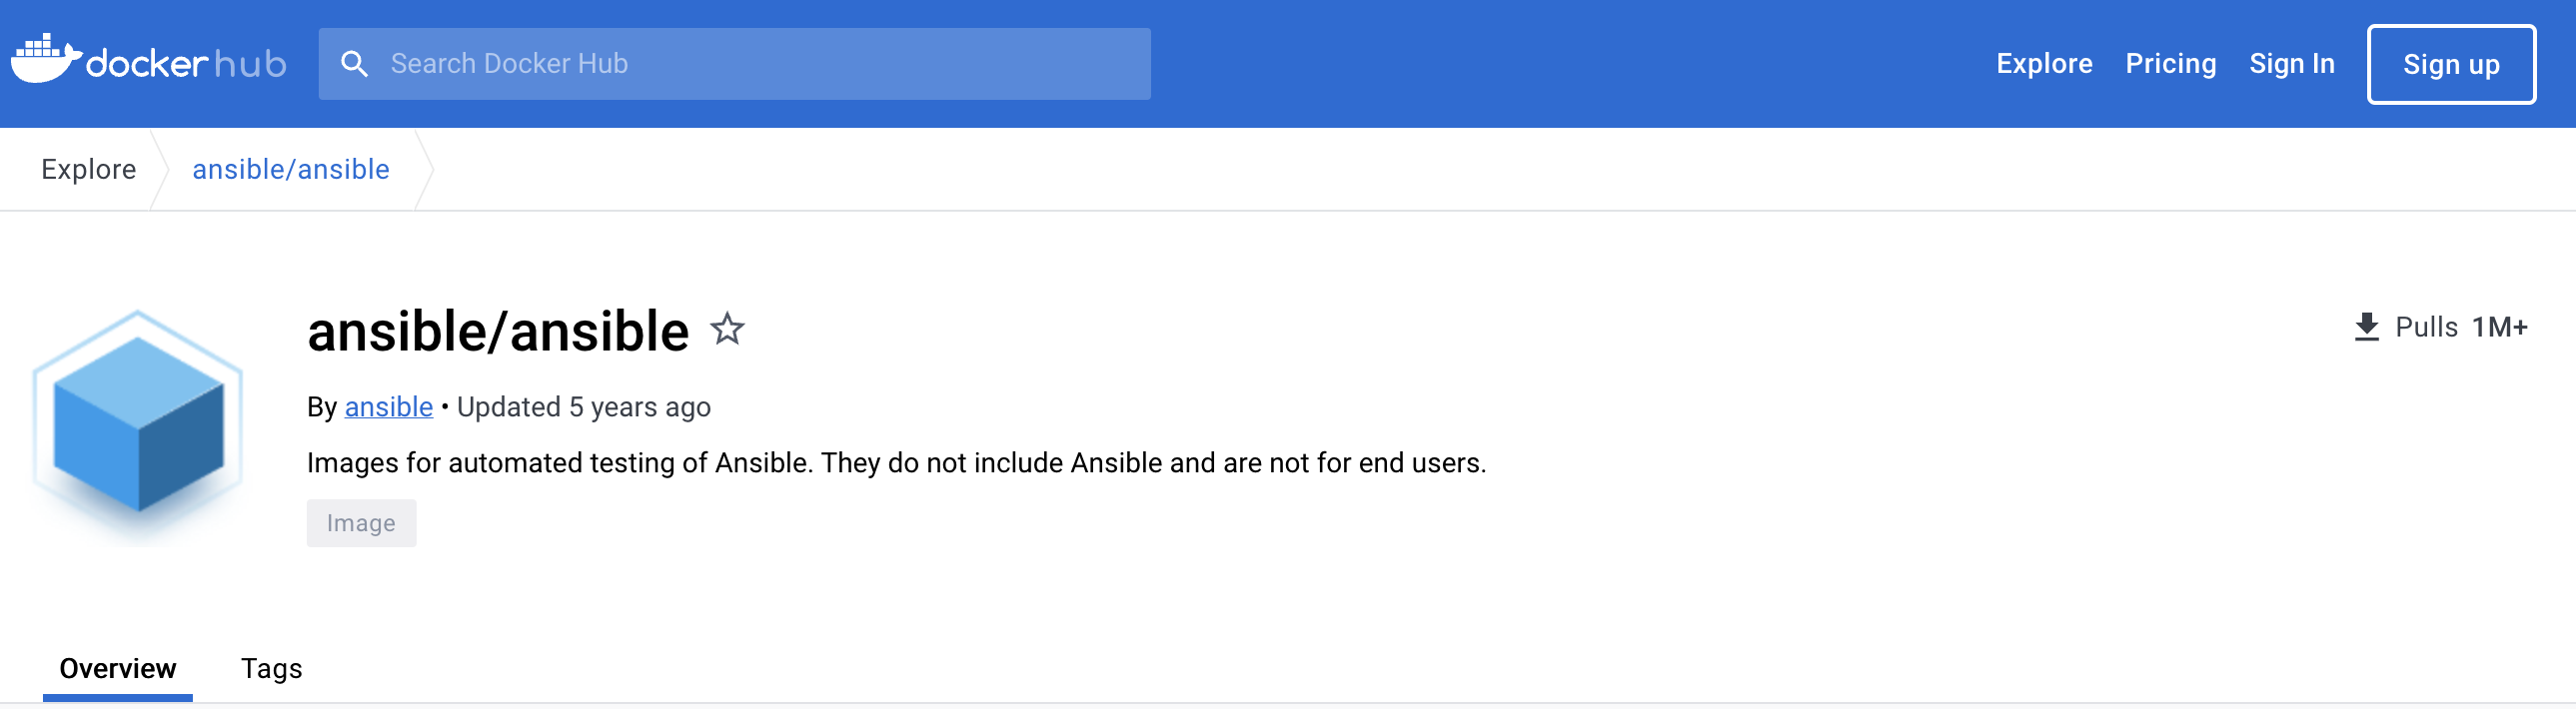 docker hub
Search Docker Hub
Explore
Pricing
Sign In
Sign up
Explore
ansible/ansible
ansible/ansible
Pulls 1M+
By ansible • Updated 5 years ago
Images for automated testing of Ansible. They do not include Ansible and are not for end users.
Image
Overview
Tags